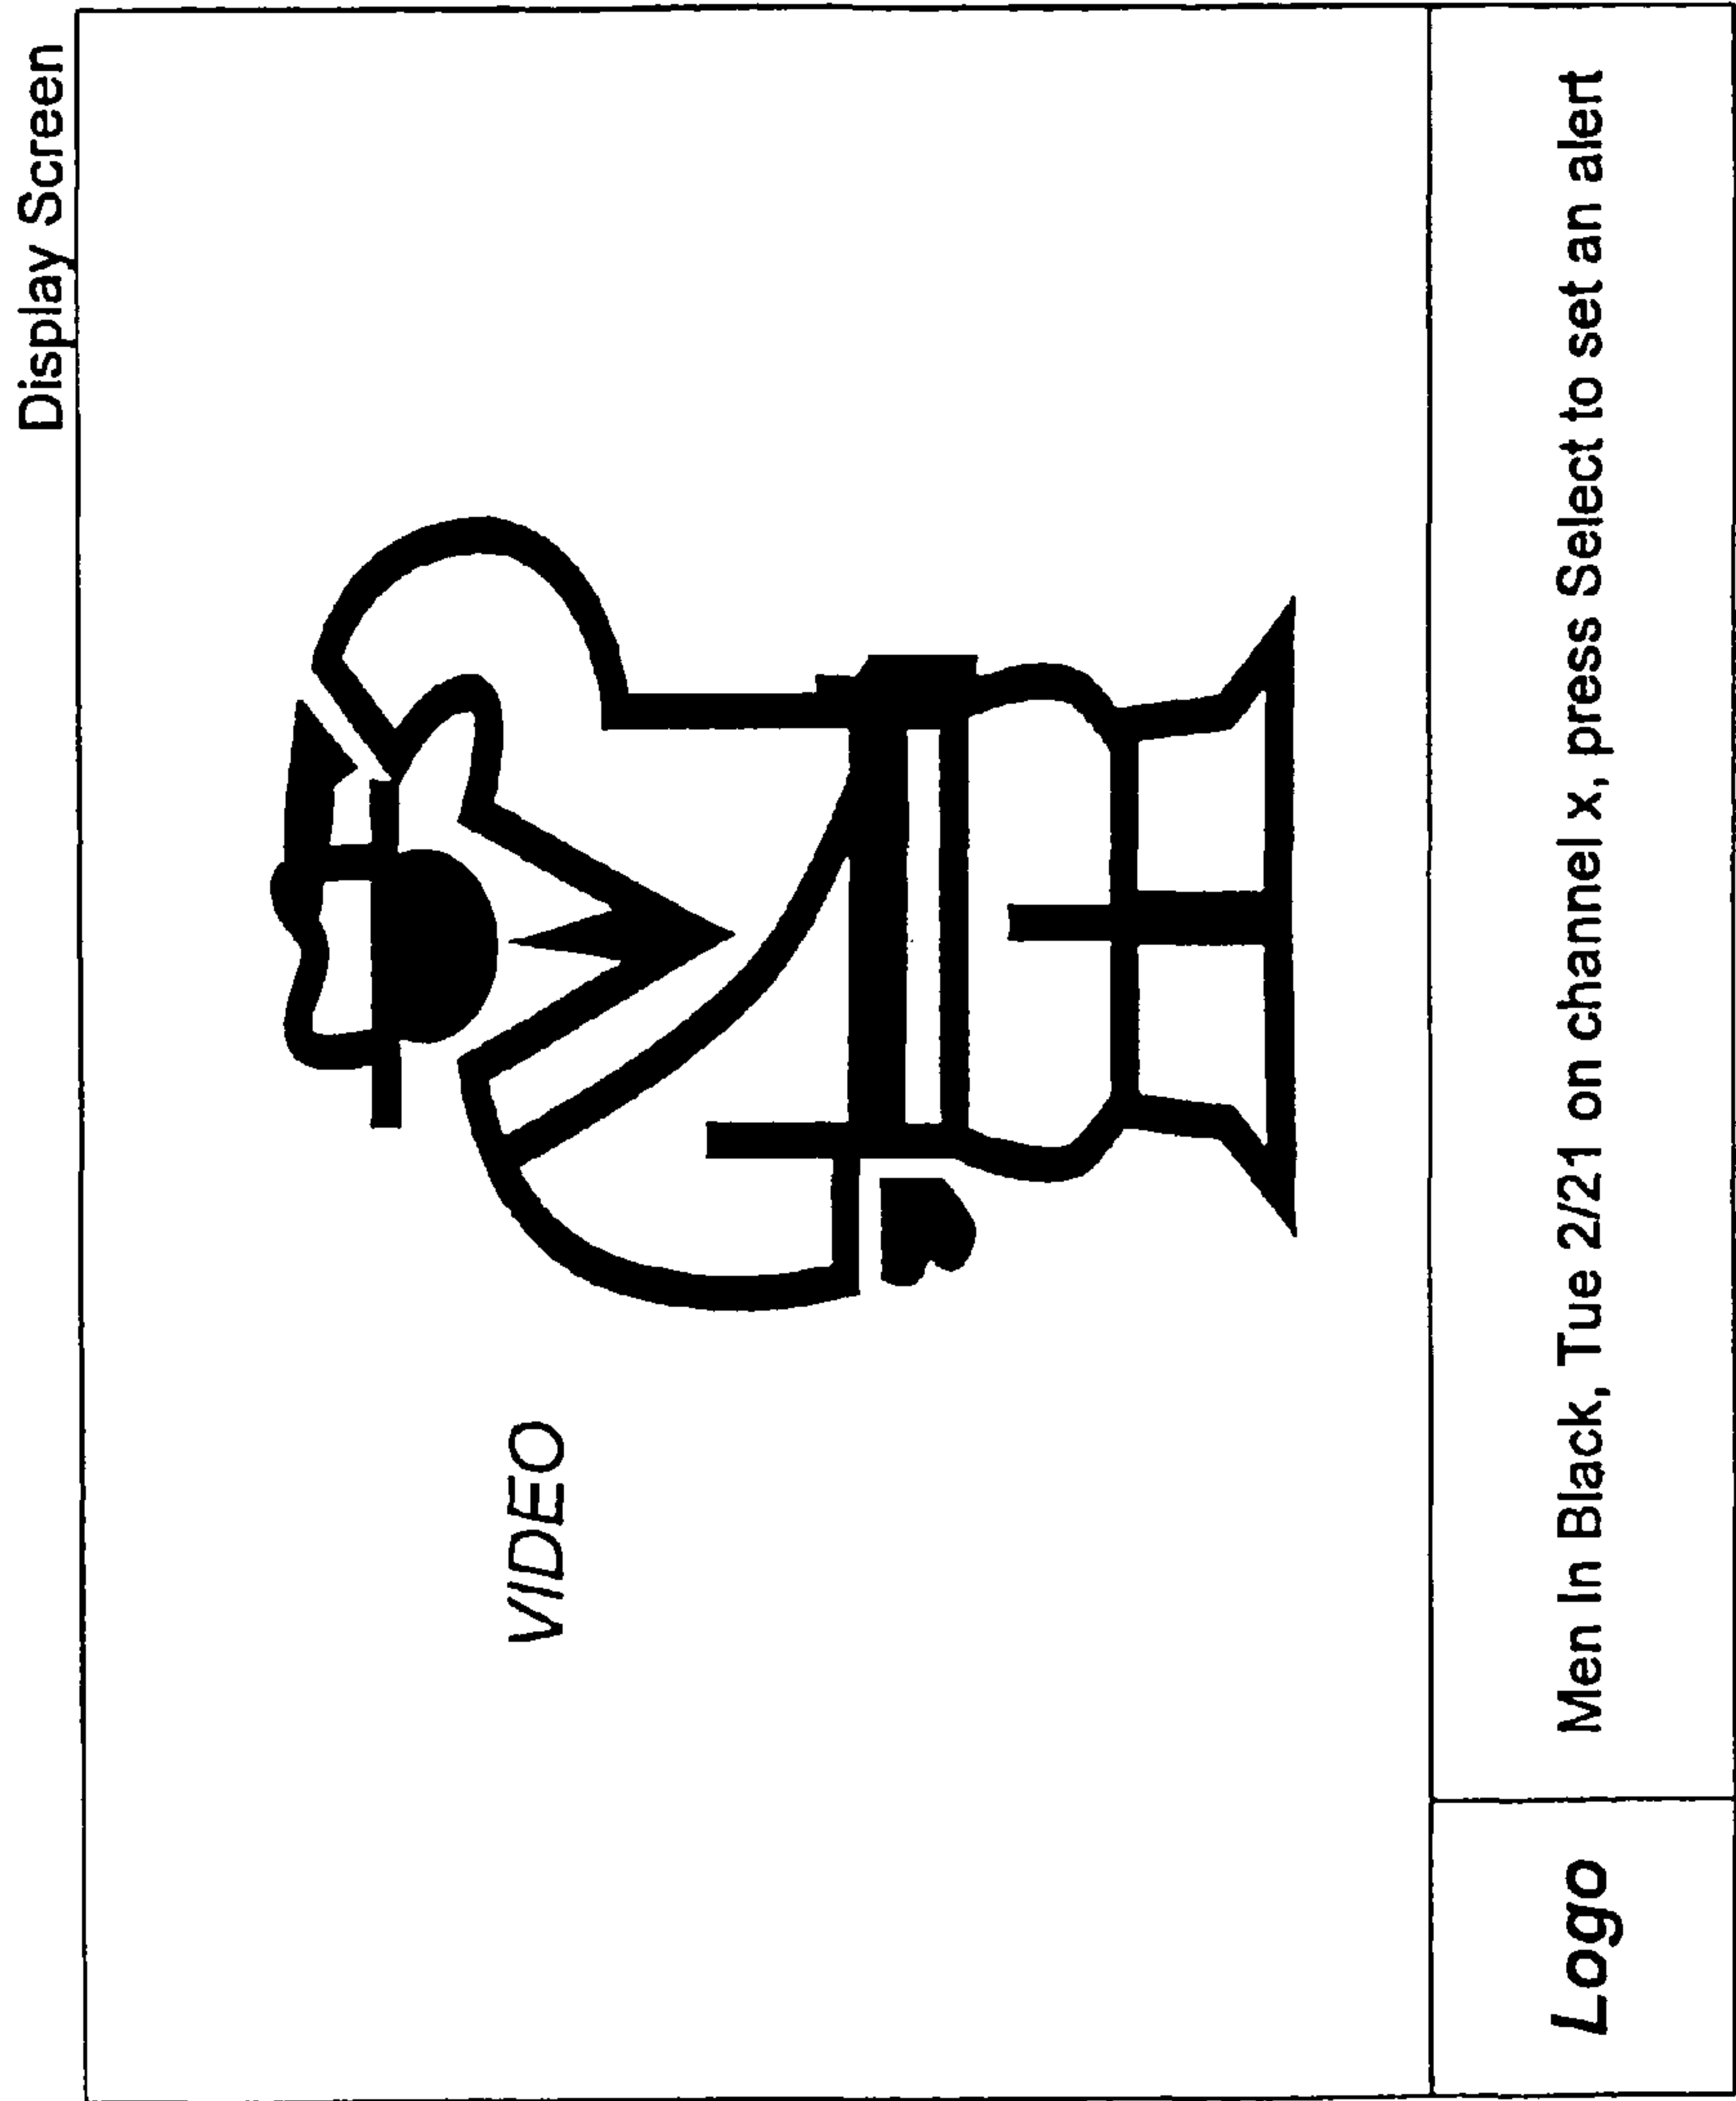 Display Screen
VIDEO
Logo
Men In Black, Tue 2/21 on channel x, press Select to set an alert